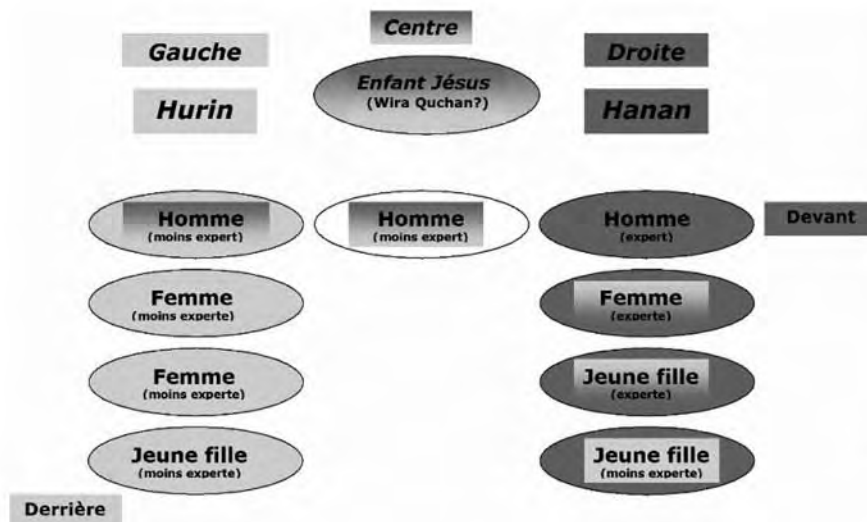 Centre
Gauche
Droite
Enfant Jésus
(Wira Quchan?)
Hurin
Hanan
Homme
(moins expert)
Homme
(moins expert)
Homme
(expert)
Devant
Femme
(moins experte)
Femme
(experte)
Femme
(moins experte)
Jeune fille
(experte)
Jeune fille
(moins experte)
Jeune fille
(moins experte)
Derrière